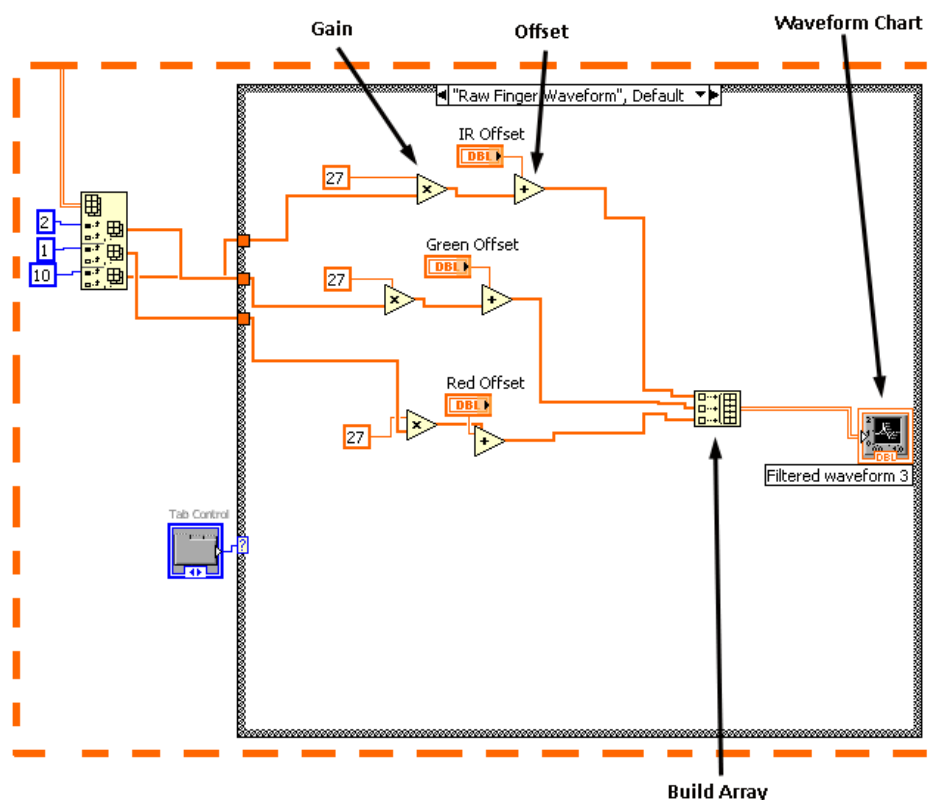 Waveform Chart
Gain
Offset
"Raw Finger Waveform", Default
IR Offset
DBL
27
2
1
10
Green Offset
DBL
27
Red Offset
DBL
27
DBL
Filtered waveform 3
Tab Control
?
Build Array